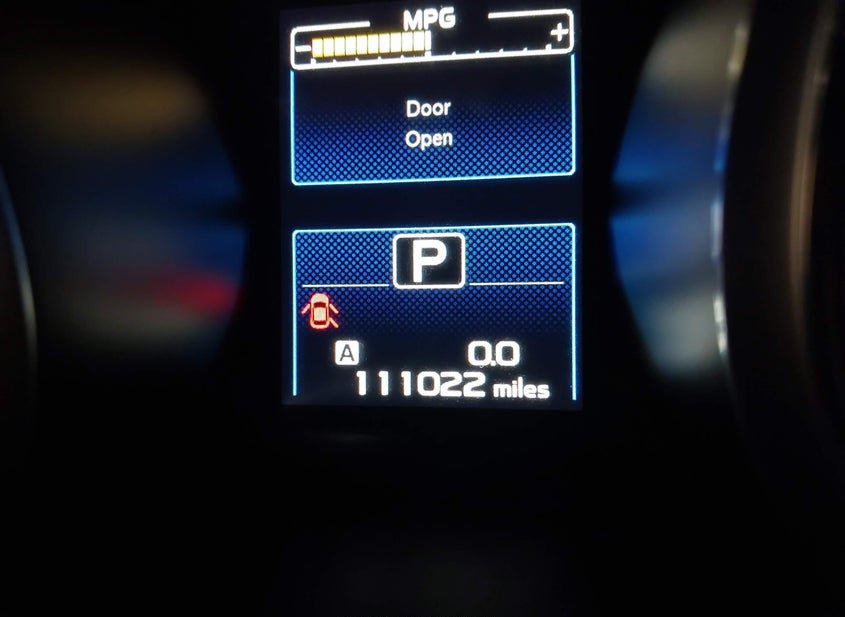 MPG
- +
Door
Open
P
A 0.0
111022 miles